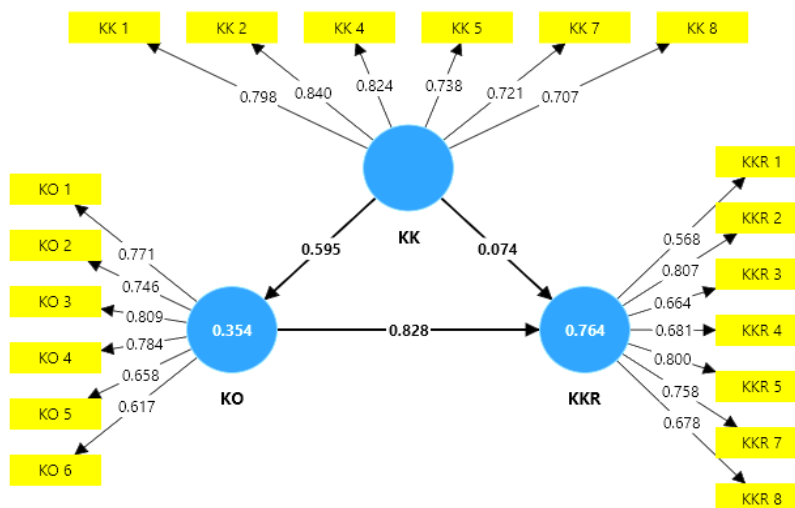 KK 1
KK 2
KK 4
KK 5
KK 7
KK 8
0.798
0.840
0.824
0.738
0.721
0.707
KK
KO 1
KO 2
KO 3
KO 4
KO 5
KO 6
0.771
0.746
0.809
0.784
0.658
0.617
0.354
KO
0.595
0.074
0.828
0.764
KKR
0.568
0.807
0.664
0.681
0.800
0.758
0.678
KKR 1
KKR 2
KKR 3
KKR 4
KKR 5
KKR 7
KKR 8